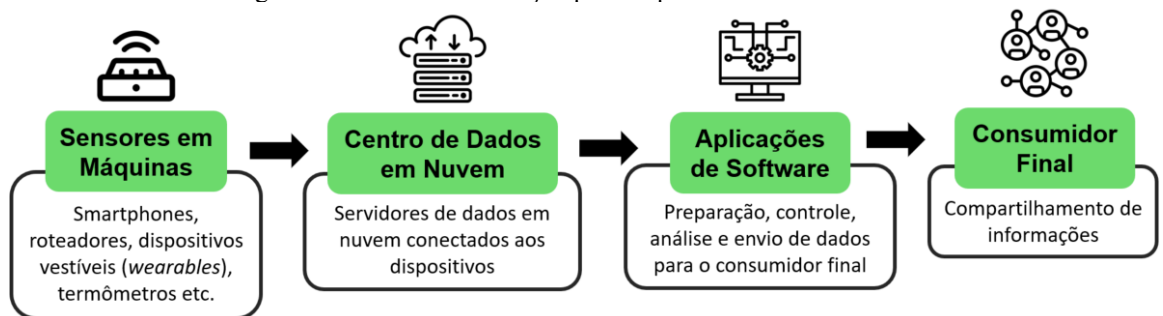 Sensores em
Máquinas
Smartphones,
roteadores, dispositivos
vestíveis (wearables),
termômetros etc.
Centro de Dados
em Nuvem
Servidores de dados em
nuvem conectados aos
dispositivos
Aplicações
de Software
Preparação, controle,
análise e envio de dados
para o consumidor final
Consumidor
Final
Compartilhamento de
informações